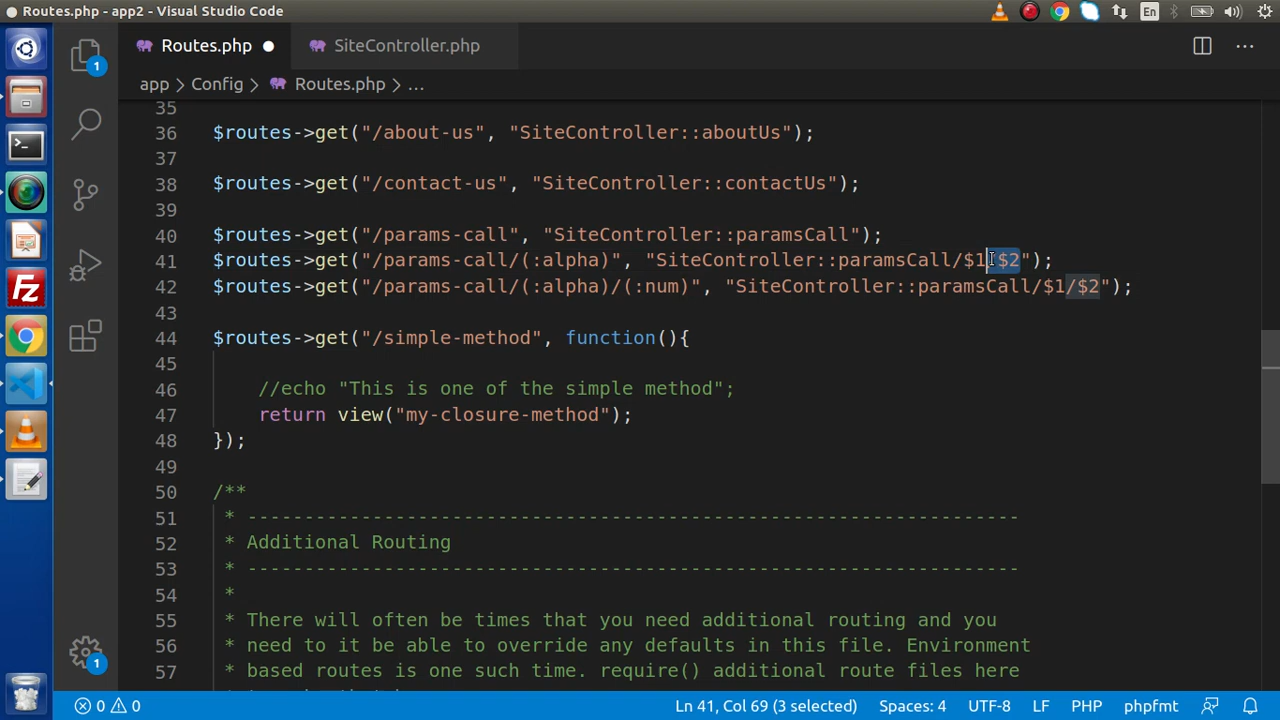 Routes.php - app2 - Visual Studio Code
En
Routes.php
SiteController.php
app > Config > Routes.php > ...
1
35
36 $routes->get("/about-us", "SiteController::aboutUs");
37
38 $routes->get("/contact-us", "SiteController::contactUs");
39
40 $routes->get("/params-call", "SiteController::paramsCall");
41 $routes->get("/params-call/(:alpha)", "SiteController::paramsCall/$1/$2");
42 $routes->get("/params-call/(:alpha)/(:num)", "SiteController::paramsCall/$1/$2");
43
44 $routes->get("/simple-method", function(){
45
46 //echo "This is one of the simple method";
47 return view("my-closure-method");
48 });
49
50 /**
51 * --------------------------------------------------------------------
52 * Additional Routing
53 * --------------------------------------------------------------------
54 *
55 * There will often be times that you need additional routing and you
56 * need to it be able to override any defaults in this file. Environment
57 * based routes is one such time. require() additional route files here
1
0 0 Ln 41, Col 69 (3 selected) Spaces: 4 UTF-8 LF PHP phpfmt